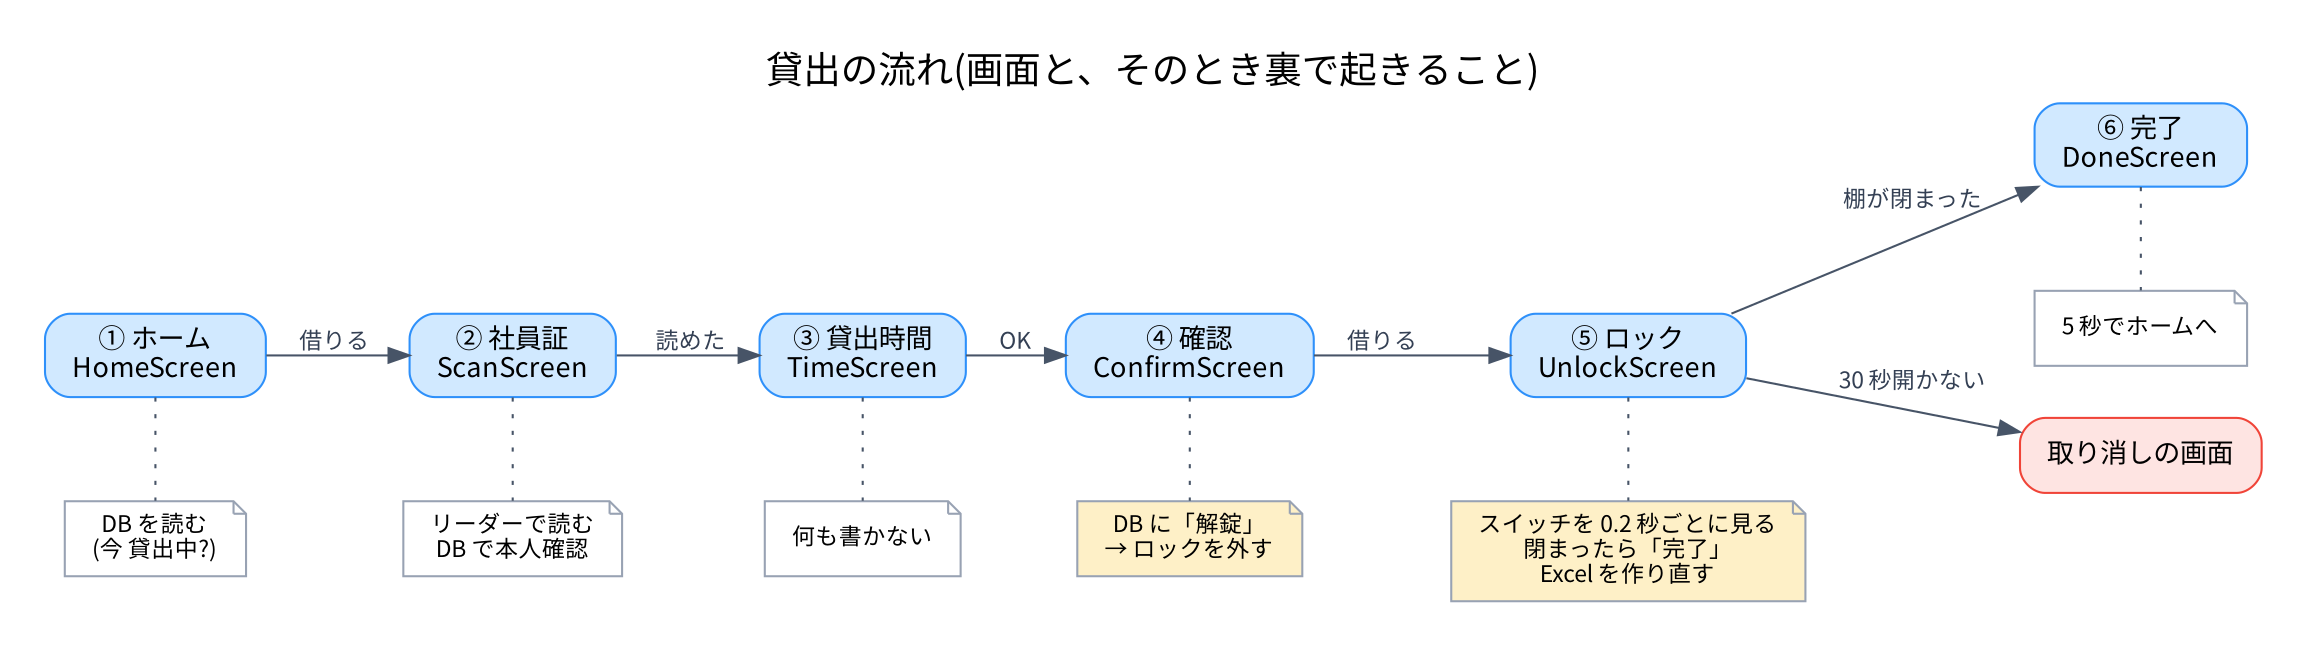 貸出の流れ(画面と、そのとき裏で起きること)
① ホーム
HomeScreen
借りる
② 社員証
ScanScreen
読めた
③ 貸出時間
TimeScreen
OK
④ 確認
ConfirmScreen
借りる
⑤ ロック
UnlockScreen
棚が閉まった
⑥ 完了
DoneScreen
5 秒でホームへ
30 秒開かない
取り消しの画面
DB を読む
(今 貸出中?)
リーダーで読む
DB で本人確認
何も書かない
DB に「解錠」
→ ロックを外す
スイッチを 0.2 秒ごとに見る
閉まったら「完了」
Excel を作り直す